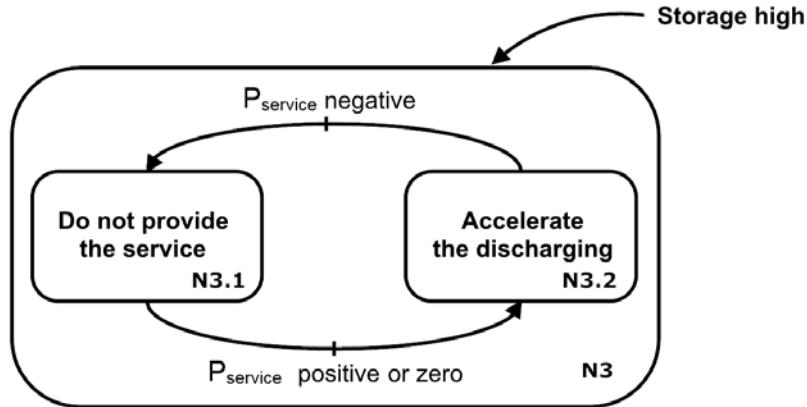 Storage high
Pservice negative
Do not provide
the service
N3.1
Accelerate
the discharging
N3.2
Pservice positive or zero
N3